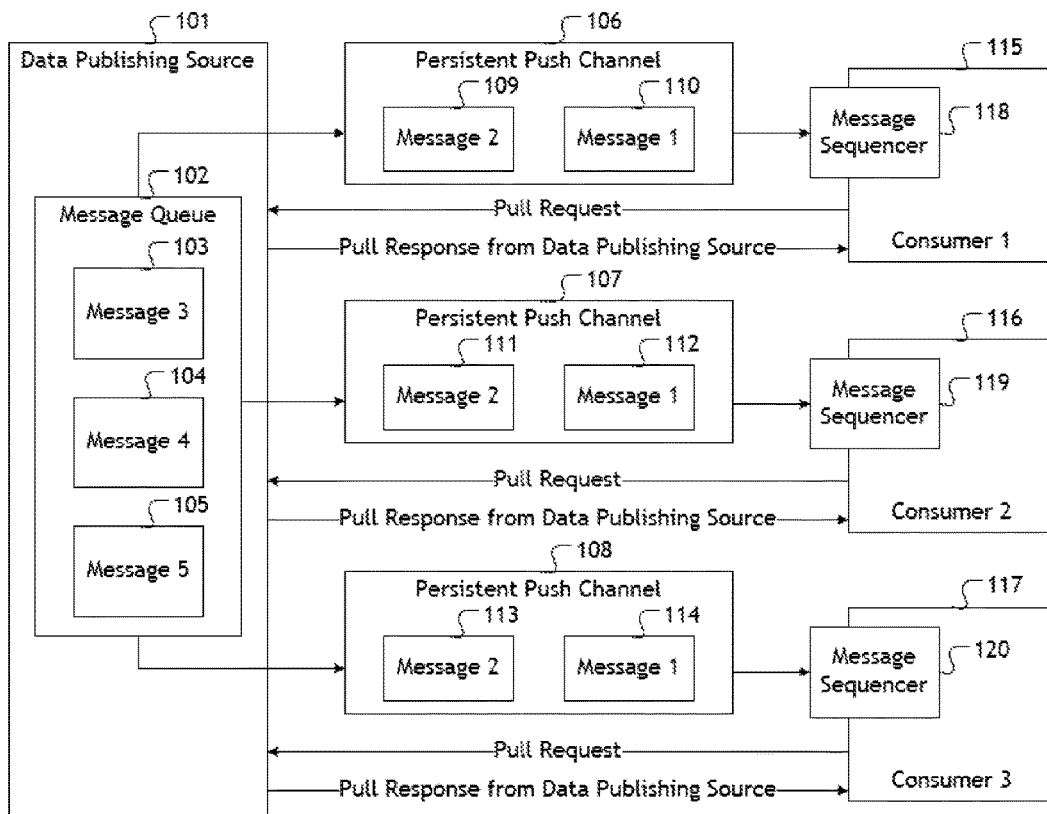 101
Data Publishing Source
106
Persistent Push Channel
109
Message 2
110
Message 1
115
Message
Sequencer
118
102
Message Queue
Pull Request
Pull Response from Data Publishing Source
Consumer 1
103
Message 3
107
Persistent Push Channel
111
Message 2
112
Message 1
116
Message
Sequencer
119
104
Message 4
Pull Request
Pull Response from Data Publishing Source
Consumer 2
105
Message 5
108
Persistent Push Channel
113
Message 2
114
Message 1
117
Message
Sequencer
120
Pull Request
Pull Response from Data Publishing Source
Consumer 3